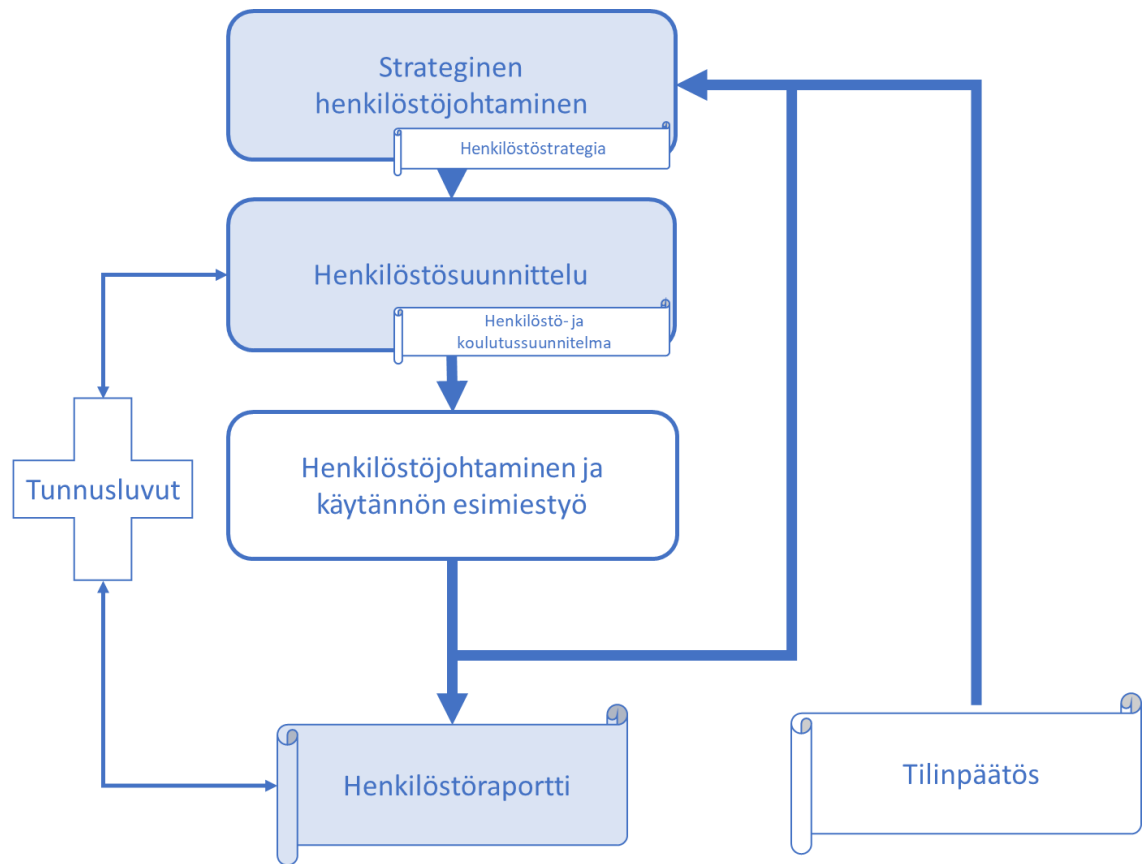 Strateginen
henkilöstöjohtaminen
Henkilöstöstrategia
Henkilöstösuunnittelu
Henkilöstö- ja
koulutussuunnitelma
Henkilöstöjohtaminen ja
käytännön esimiestyö
Tunnusluvut
Henkilöstöraportti
Tilinpäätös